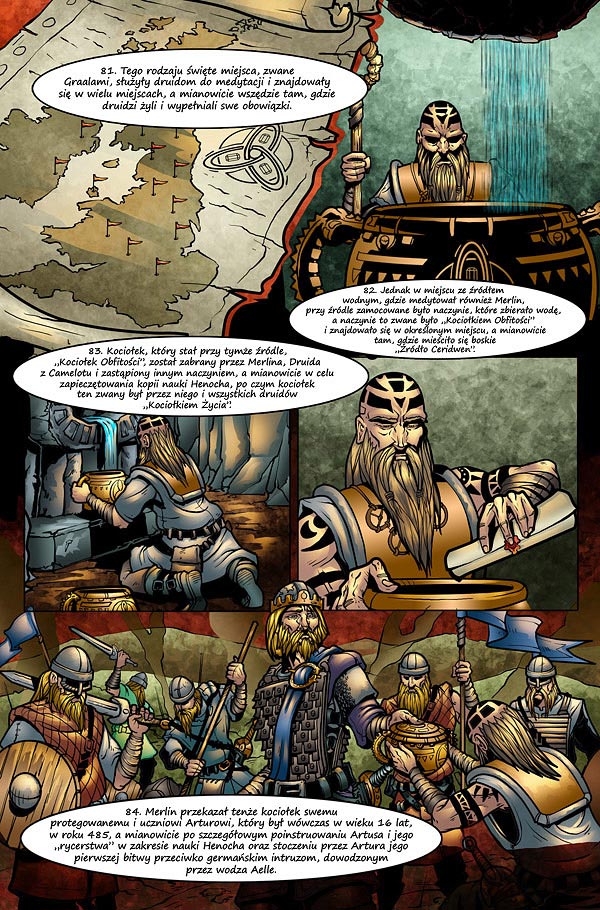 81. Tego rodzaju święte miejsca, zwane
Graalami, służyły druidom do medytacji i znajdowały
się w wielu miejscach, a mianowicie wszędzie tam, gdzie
druidzi żyli i wypełniali swe obowiązki.
82. Jednak w miejscu ze źródłem
wodnym, gdzie medytował również Merlin,
przy źródle zamocowane było naczynie, które zbierało wodę,
a naczynie to zwane było „Kociołkiem Obfitości"
i znajdowało się w określonym miejscu, a mianowicie
tam, gdzie mieściło się boskie
„Źródło Ceridwen".
83. Kociołek, który stał przy tymże źródle,
„Kociołek Obfitości", został zabrany przez Merlina, Druida
z Camelotu i zastąpiony innym naczyniem, a mianowicie w celu
zapieczętowania kopii nauki Henocha, po czym kociołek
ten zwany był przez niego i wszystkich druidów
„Kociołkiem Życia".
84. Merlin przekazał tenże kociołek swemu
protegowanemu i uczniowi Arturowi, który był wówczas w wieku 16 lat,
w roku 485, a mianowicie po szczegółowym poinstruowaniu Artusa i jego
„rycerstwa" w zakresie nauki Henocha oraz stoczeniu przez Artura jego
pierwszej bitwy przeciwko germańskim intruzom, dowodzonym
przez wodza Aelle.